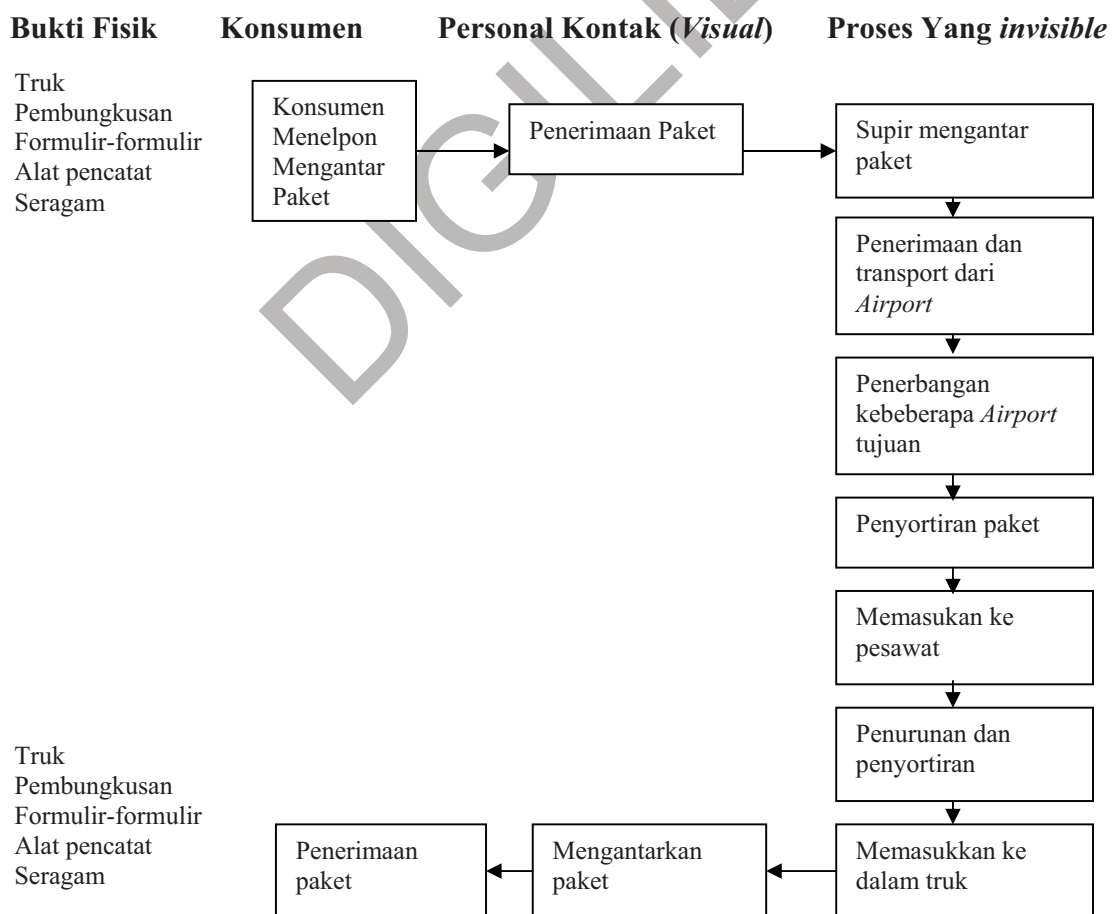 Bukti Fisik Konsumen Personal Kontak (Visual) Proses Yang invisible
Truk
Pembungkusan
Formulir-formulir
Alat pencatat
Seragam
Konsumen
Menelpon
Mengantar
Paket
Penerimaan Paket
Supir mengantar
paket
Penerimaan dan
transport dari
Airport
Penerbangan
kebeberapa Airport
tujuan
Penyortiran paket
Memasukan ke
pesawat
Penurunan dan
penyortiran
Memasukkan ke
dalam truk
Mengantarkan
paket
Penerimaan
paket
Truk
Pembungkusan
Formulir-formulir
Alat pencatat
Seragam